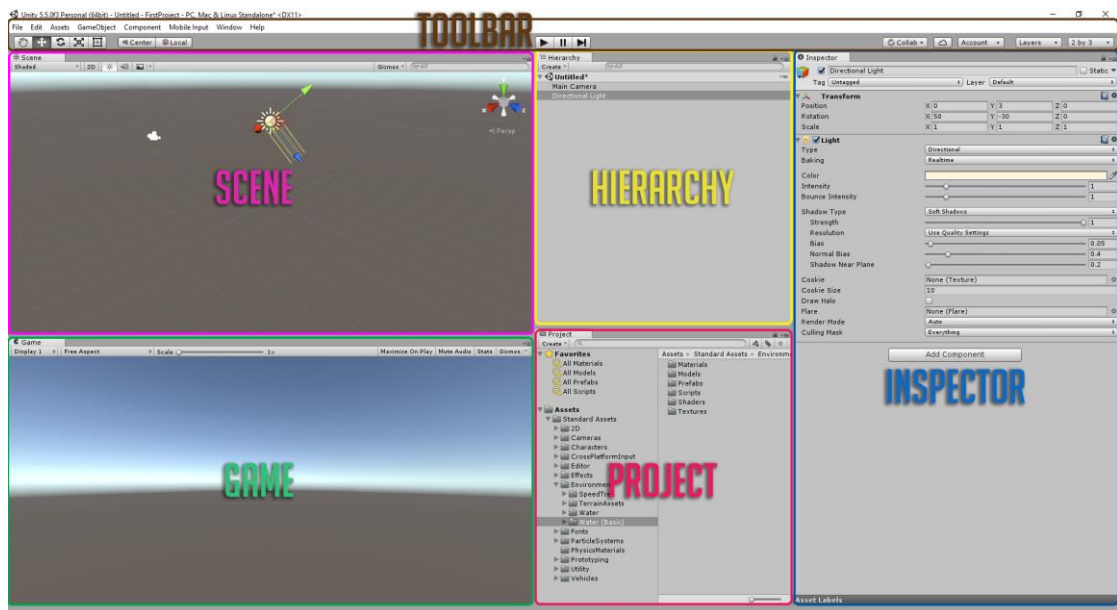 Unity 5.5.0f3 Personal (64bit) - Untitled - FirstProject - PC, Mac & Linux Standalone* <DX11>
File Edit Assets GameObject Component Mobile Input Window Help
TOOLBAR
Center Local
Collab Account Layers 2 by 3
Scene
Shaded 2D Gizmos All
x z
Persp
SCENE
Game
Display 1 Free Aspect Scale 1x Maximize On Play Mute Audio Stats Gizmos
GAME
Hierarchy
Create All
Untitled*
Main Camera
Directional Light
HIERARCHY
Project
Create
Favorites
All Materials
All Models
All Prefabs
All Scripts
Assets
Standard Assets
2D
Cameras
Characters
CrossPlatformInput
Editor
Effects
Environmen
SpeedTre
TerrainAssets
Water
Water (Basic)
Fonts
ParticleSystems
PhysicsMaterials
Prototyping
Utility
Vehicles
Assets Standard Assets Environm
Materials
Models
Prefabs
Scripts
Shaders
Textures
PROJECT
Inspector
Directional Light Static
Tag Untagged Layer Default
Transform
Position X 0 Y 3 Z 0
Rotation X 50 Y -30 Z 0
Scale X 1 Y 1 Z 1
Light
Type Directional
Baking Realtime
Color
Intensity 1
Bounce Intensity 1
Shadow Type Soft Shadows
Strength 1
Resolution Use Quality Settings
Bias 0.05
Normal Bias 0.4
Shadow Near Plane 0.2
Cookie None (Texture)
Cookie Size 10
Draw Halo
Flare None (Flare)
Render Mode Auto
Culling Mask Everything
Add Component
INSPECTOR
Asset Labels